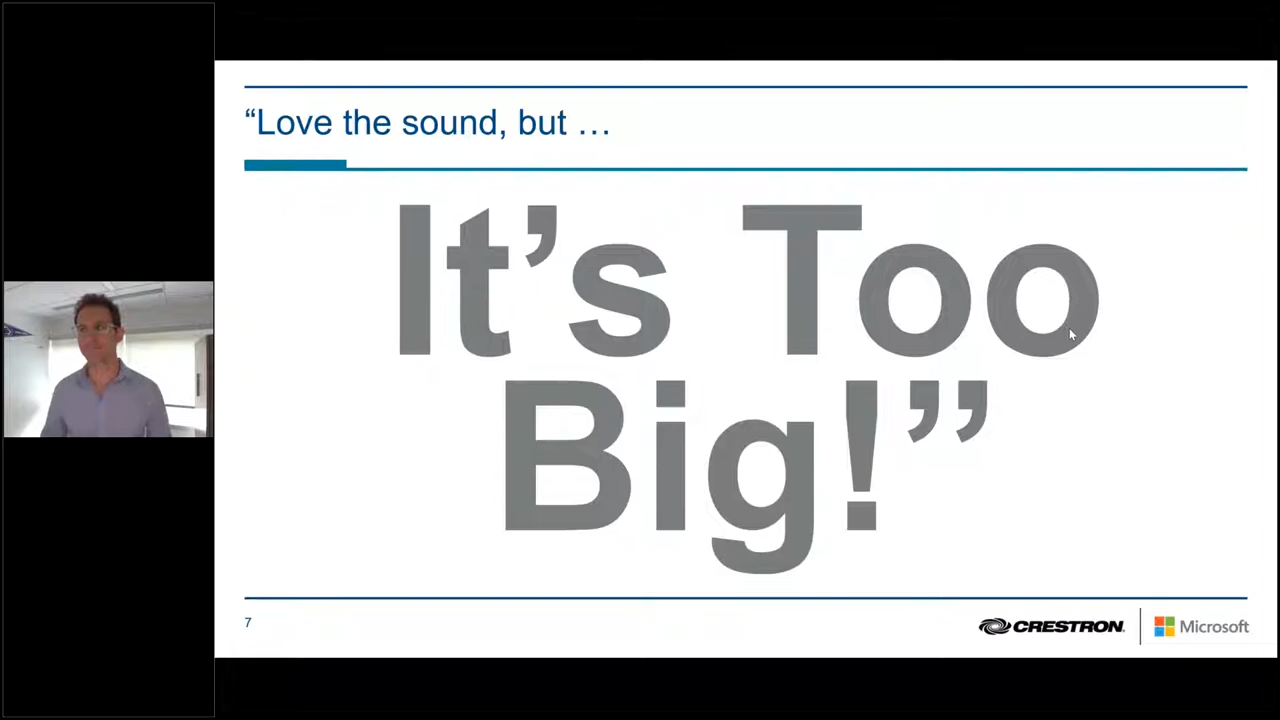 “Love the sound, but …
It’s Too
Big!”
7
CRESTRON
Microsoft